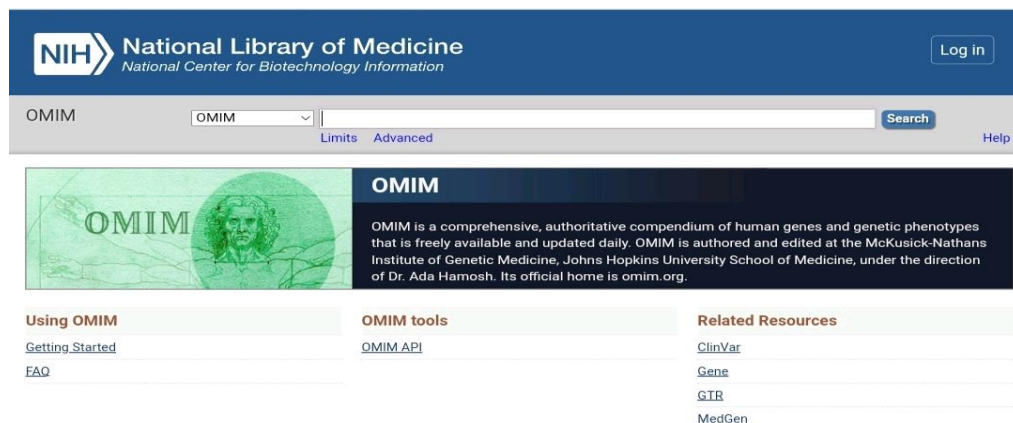 NIH National Library of Medicine
National Center for Biotechnology Information
Log in
OMIM
OMIM
Search
Limits Advanced
Help
OMIM
OMIM
OMIM is a comprehensive, authoritative compendium of human genes and genetic phenotypes
that is freely available and updated daily. OMIM is authored and edited at the McKusick-Nathans
Institute of Genetic Medicine, Johns Hopkins University School of Medicine, under the direction
of Dr. Ada Hamosh. Its official home is omim.org.
Using OMIM
Getting Started
FAQ
OMIM tools
OMIM API
Related Resources
ClinVar
Gene
GTR
MedGen